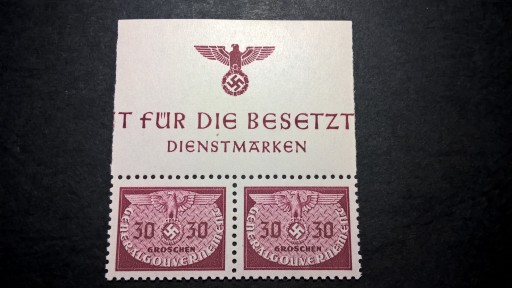 T FÜR DIE BESETZT
DIENSTMARKEN
30 30
GROSCHEN
GENERALGOUVERNEMENT
30 30
GROSCHEN
GENERALGOUVERNEMENT